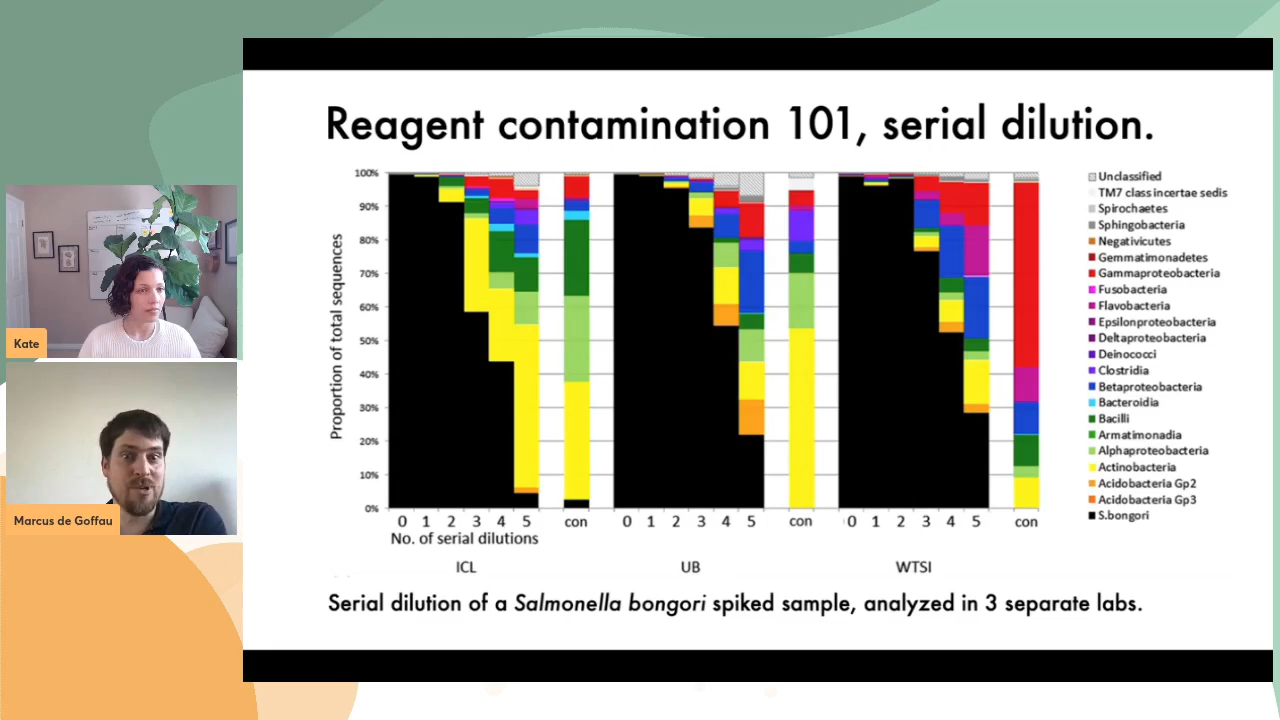 Reagent contamination 101, serial dilution.
100%
90%
80%
70%
60%
50%
40%
30%
20%
10%
0%
Proportion of total sequences
0 1 2 3 4 5 con
0 1 2 3 4 5 con
0 1 2 3 4 5 con
No. of serial dilutions
ICL
UB
WTSI
Unclassified
TM7 class incertae sedis
Spirochaetes
Sphingobacteria
Negativicutes
Gemmatimonadetes
Gammaproteobacteria
Fusobacteria
Flavobacteria
Epsilonproteobacteria
Deltaproteobacteria
Deinococci
Clostridia
Betaproteobacteria
Bacteroidia
Bacilli
Armatimonadia
Alphaproteobacteria
Actinobacteria
Acidobacteria Gp2
Acidobacteria Gp3
S.bongori
Serial dilution of a Salmonella bongori spiked sample, analyzed in 3 separate labs.
Kate
Marcus de Goffau